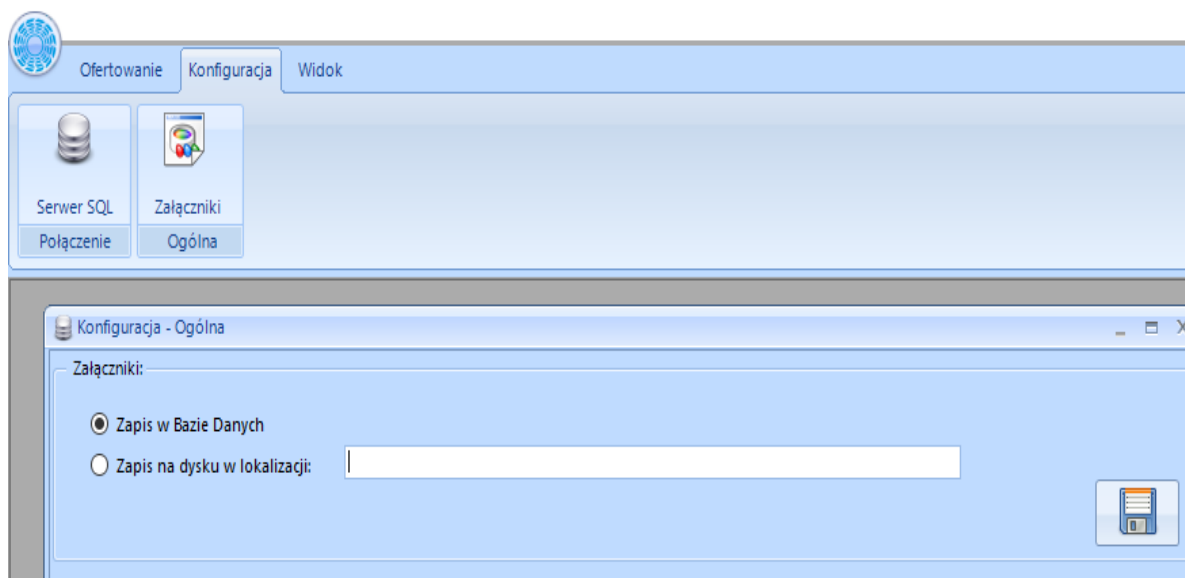 Ofertowanie Konfiguracja Widok
Serwer SQL Załączniki
Połączenie Ogólna
Konfiguracja - Ogólna
Załączniki:
Zapis w Bazie Danych
Zapis na dysku w lokalizacji: